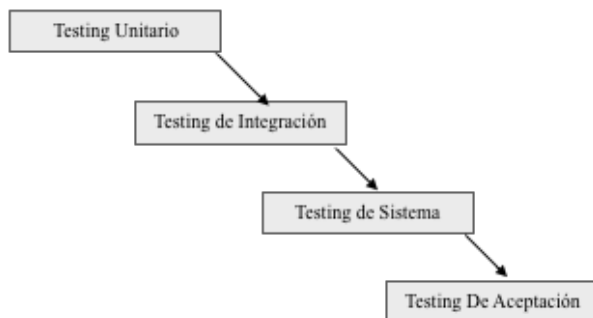 Testing Unitario
Testing de Integración
Testing de Sistema
Testing De Aceptación